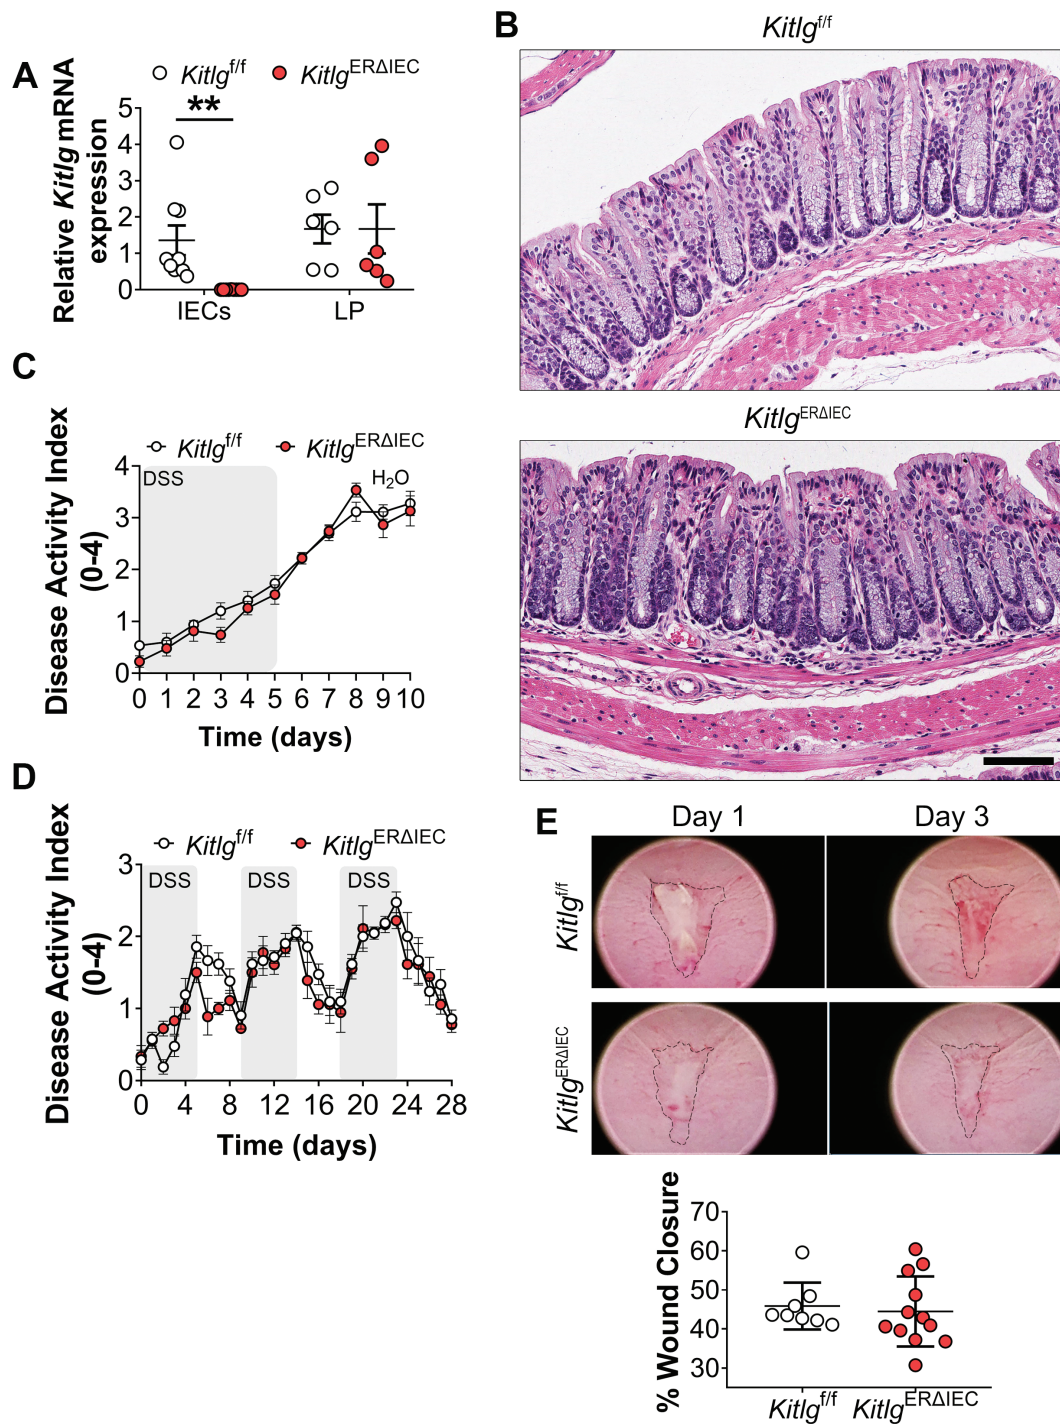 A
Kitlg^f/f
Kitlg^ERΔIEC
Relative Kitlg mRNA
expression
**
5
4
3
2
1
0
IECs
LP
B
Kitlg^f/f
Kitlg^ERΔIEC
C
Kitlg^f/f
Kitlg^ERΔIEC
Disease Activity Index
(0-4)
DSS
H₂O
4
3
2
1
0
0 1 2 3 4 5 6 7 8 9 10
Time (days)
D
Kitlg^f/f
Kitlg^ERΔIEC
Disease Activity Index
(0-4)
DSS
DSS
DSS
3
2
1
0
0 4 8 12 16 20 24 28
Time (days)
E
Day 1
Day 3
Kitlg^f/f
Kitlg^ERΔIEC
% Wound Closure
70
60
50
40
30
Kitlg^f/f
Kitlg^ERΔIEC